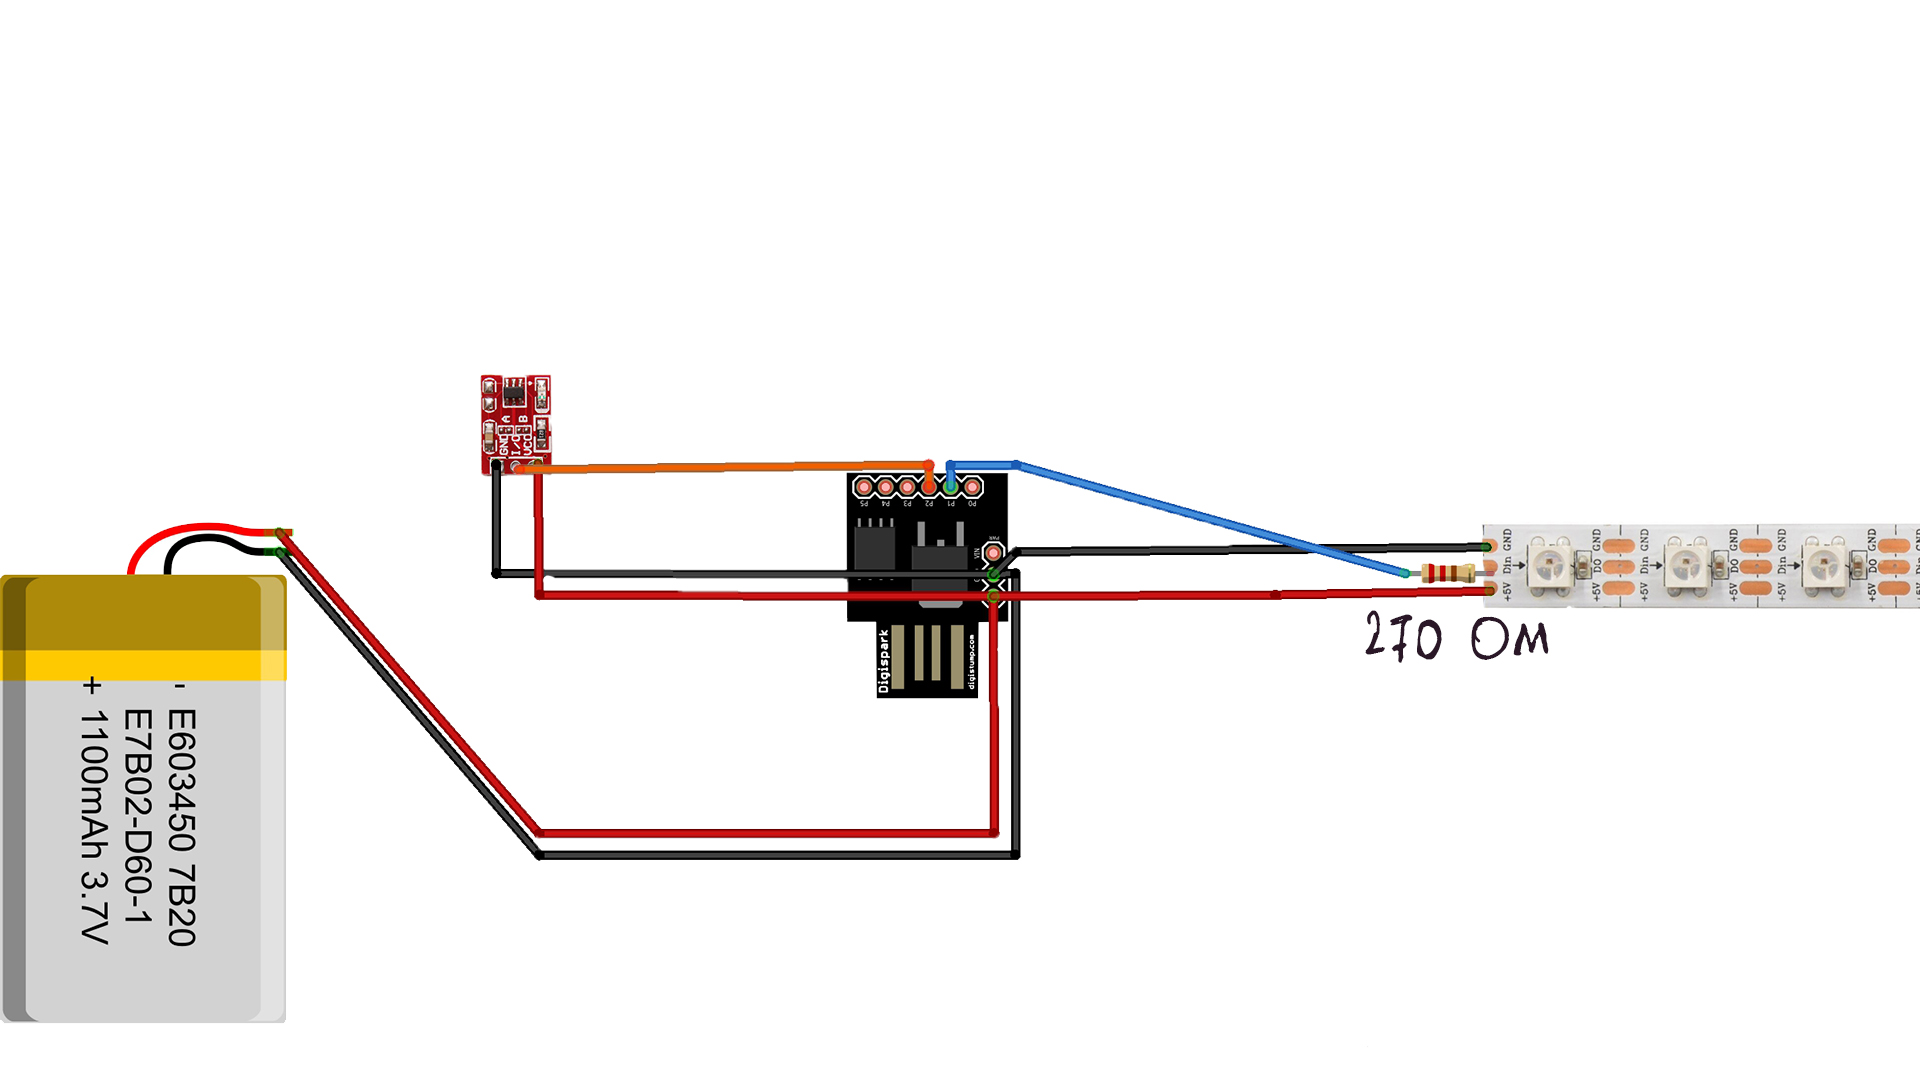 A B
GND
I/O
VCC
P5 P4 P3 P2 P1 P0
PWR
VIN
Digispark
digistump.com
GND
Din
+5V
GND
DO
+5V
GND
Din
+5V
GND
DO
+5V
GND
Din
+5V
GND
DO
+5V
270 Ом
- E603450 7B20
E7B02-D60-1
+ 1100mAh 3.7V